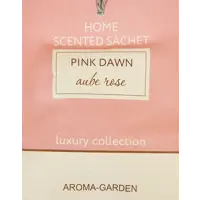 HOME
SCENTED SACHET
PINK DAWN
aube rose
luxury collection
AROMA-GARDEN